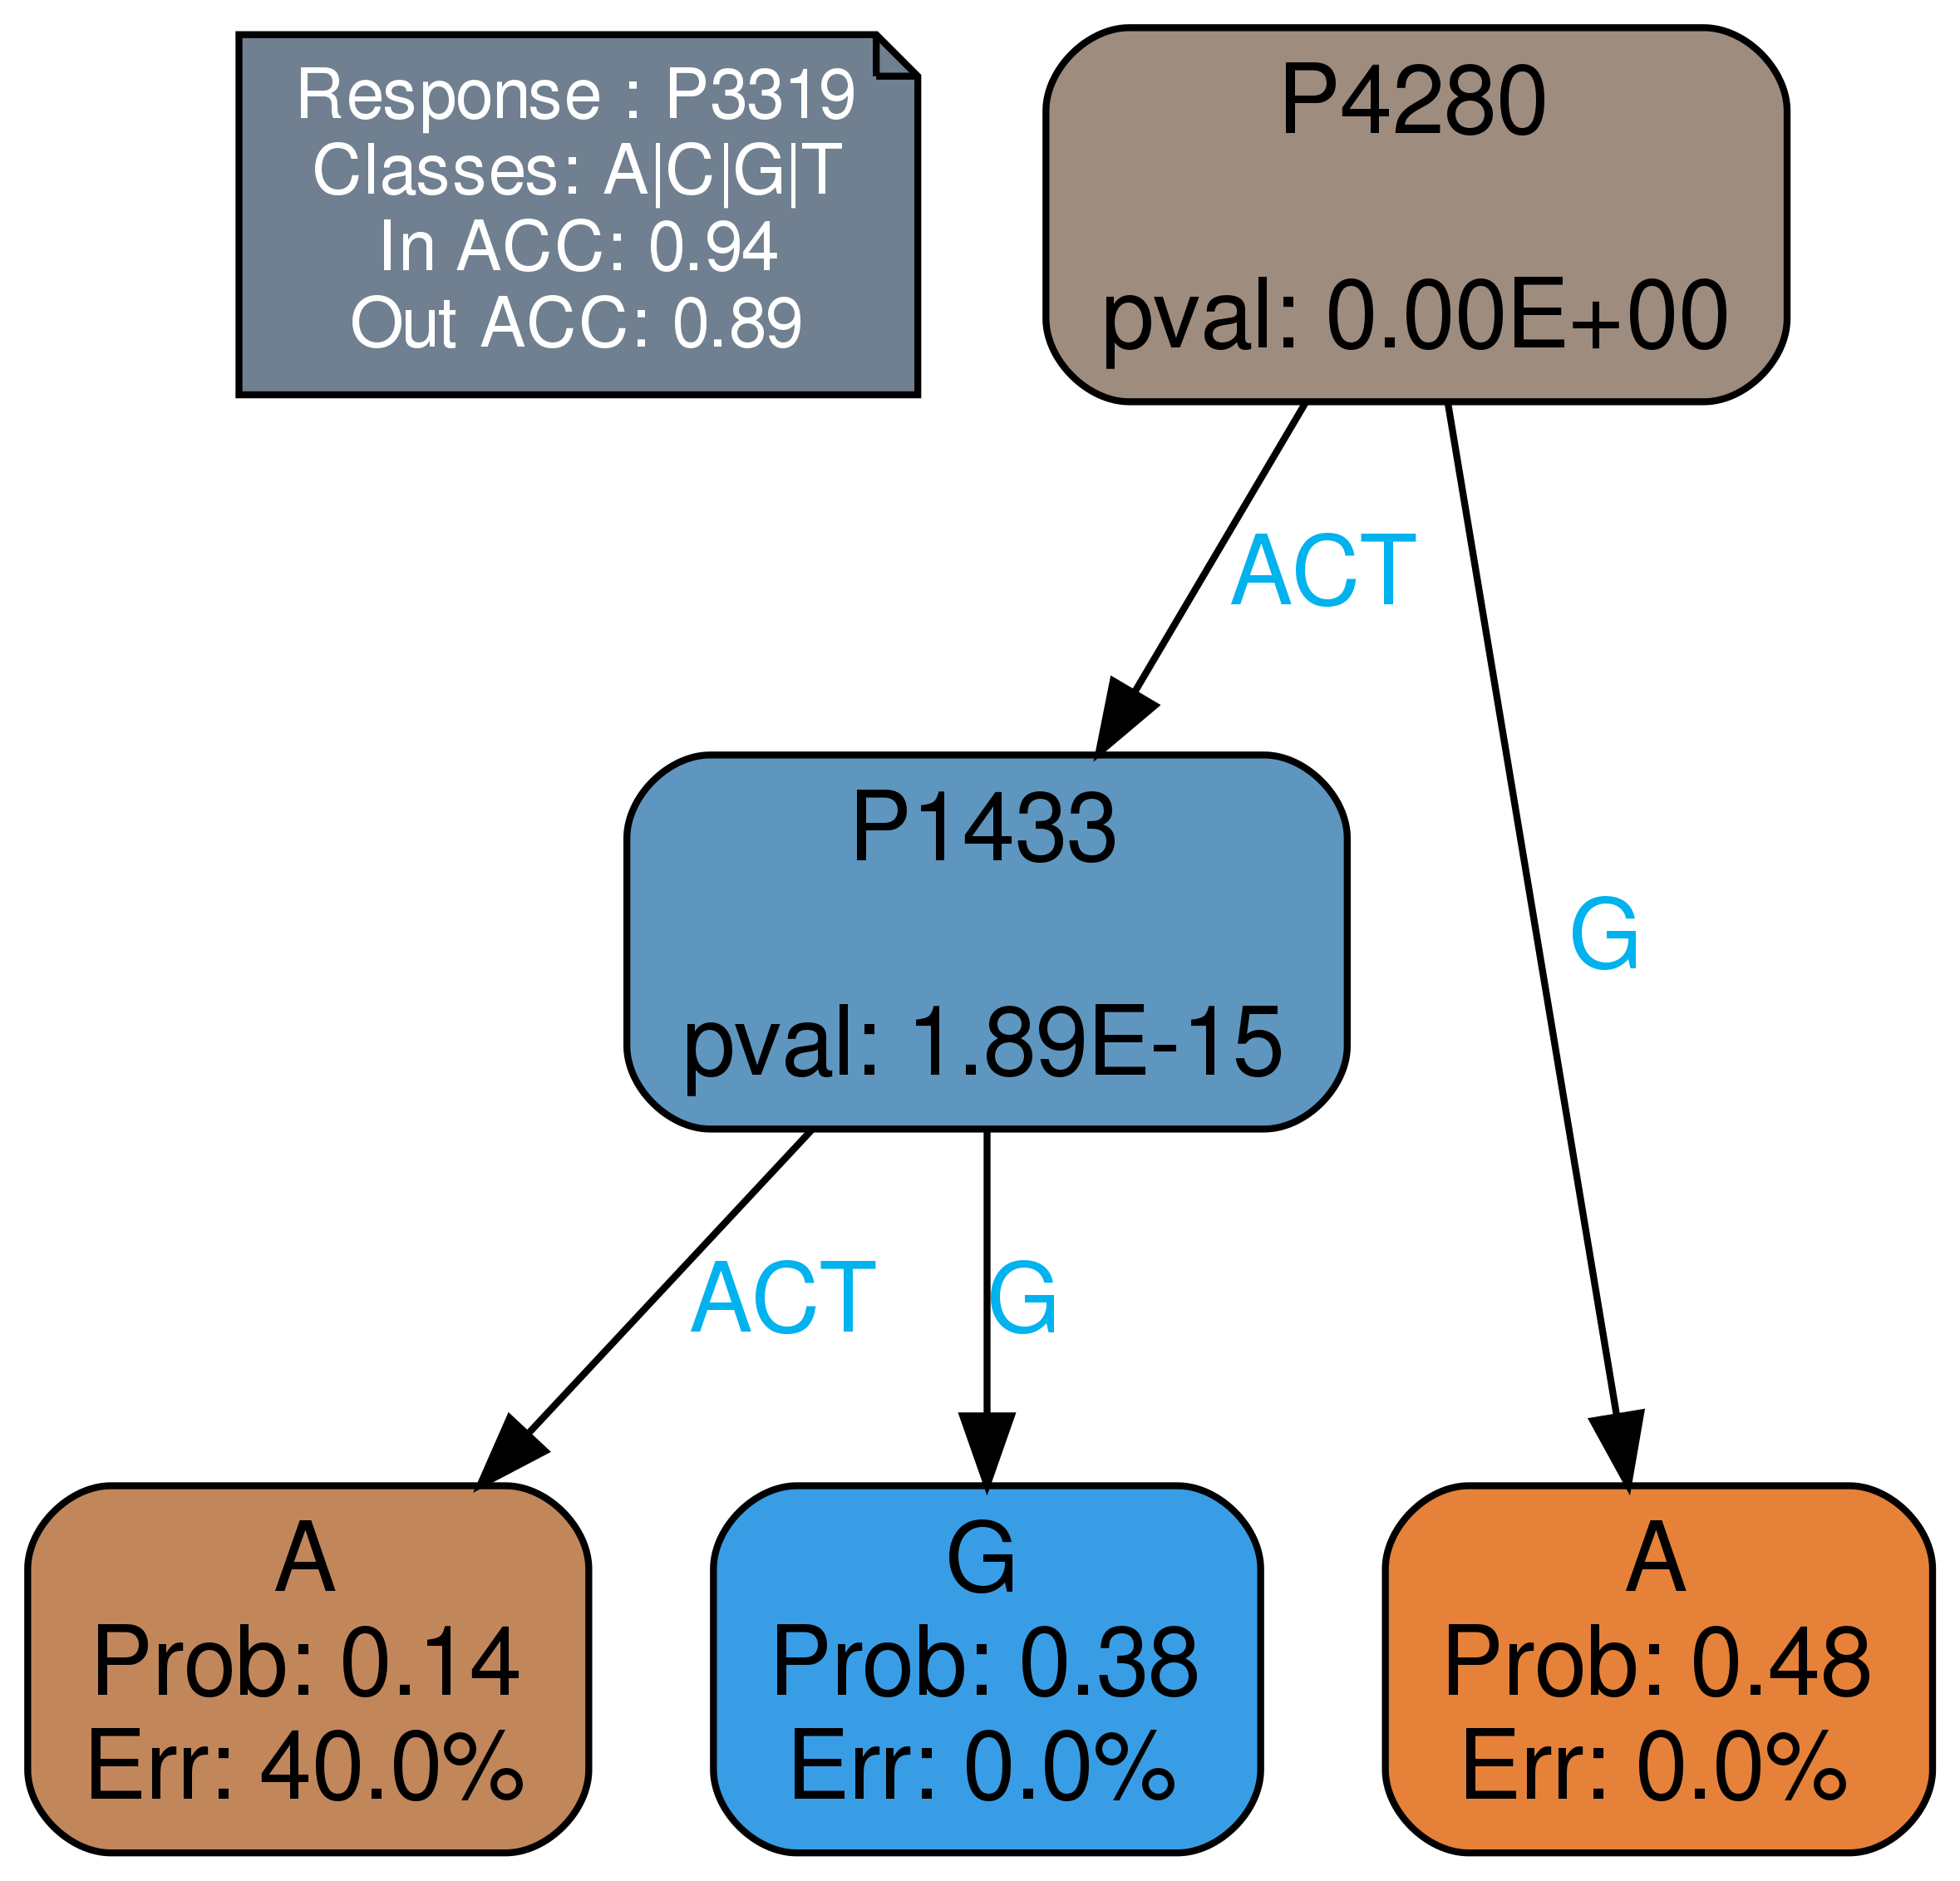 Response : P3319
Classes: A|C|G|T
In ACC: 0.94
Out ACC: 0.89
P4280
pval: 0.00E+00
ACT
G
P1433
pval: 1.89E-15
ACT
G
A
Prob: 0.14
Err: 40.0%
G
Prob: 0.38
Err: 0.0%
A
Prob: 0.48
Err: 0.0%